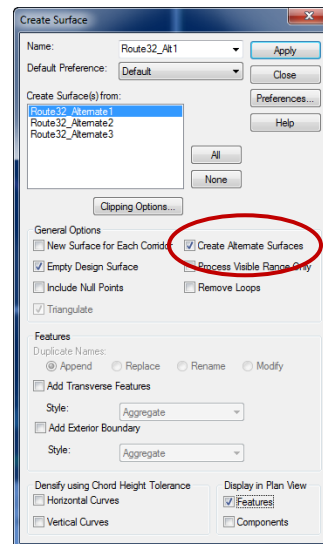 Create Surface
Name: Route32_Alt1 Apply
Default Preference: Default Close
Create Surface(s) from: Preferences...
Route32_Alternate1 Help
Route32_Alternate2
Route32_Alternate3
All
None
Clipping Options...
General Options
New Surface for Each Corridor Create Alternate Surfaces
Empty Design Surface Process Visible Range Only
Include Null Points Remove Loops
Triangulate
Features
Duplicate Names:
Append Replace Rename Modify
Add Transverse Features
Style: Aggregate
Add Exterior Boundary
Style: Aggregate
Densify using Chord Height Tolerance Display in Plan View
Horizontal Curves Features
Vertical Curves Components